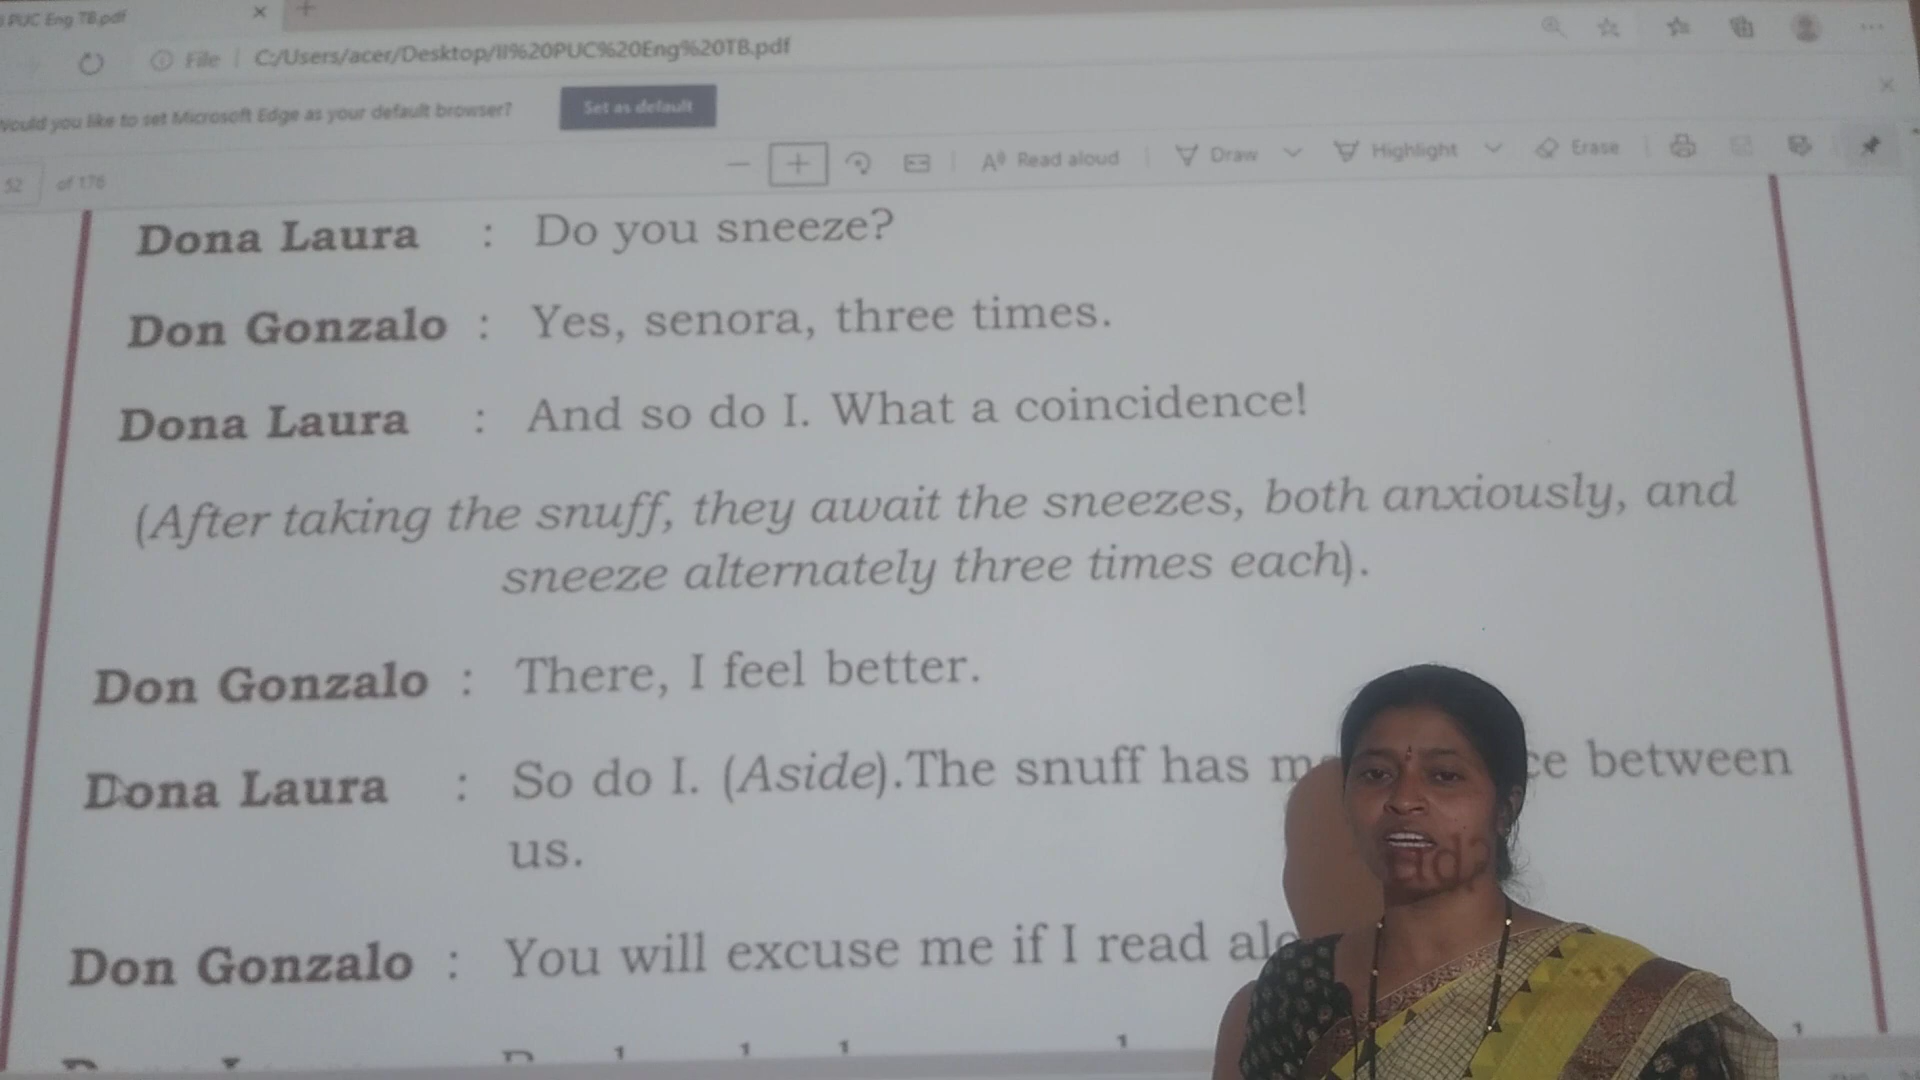 PUC Eng TB.pdf
File C:/Users/acer/Desktop/II%20PUC%20Eng%20TB.pdf
Would you like to set Microsoft Edge as your default browser? Set as default
52 of 176 Read aloud Draw Highlight Erase
Dona Laura : Do you sneeze?
Don Gonzalo : Yes, senora, three times.
Dona Laura : And so do I. What a coincidence!
(After taking the snuff, they await the sneezes, both anxiously, and
sneeze alternately three times each).
Don Gonzalo : There, I feel better.
Dona Laura : So do I. (Aside).The snuff has between
us.
Don Gonzalo : You will excuse me if I read